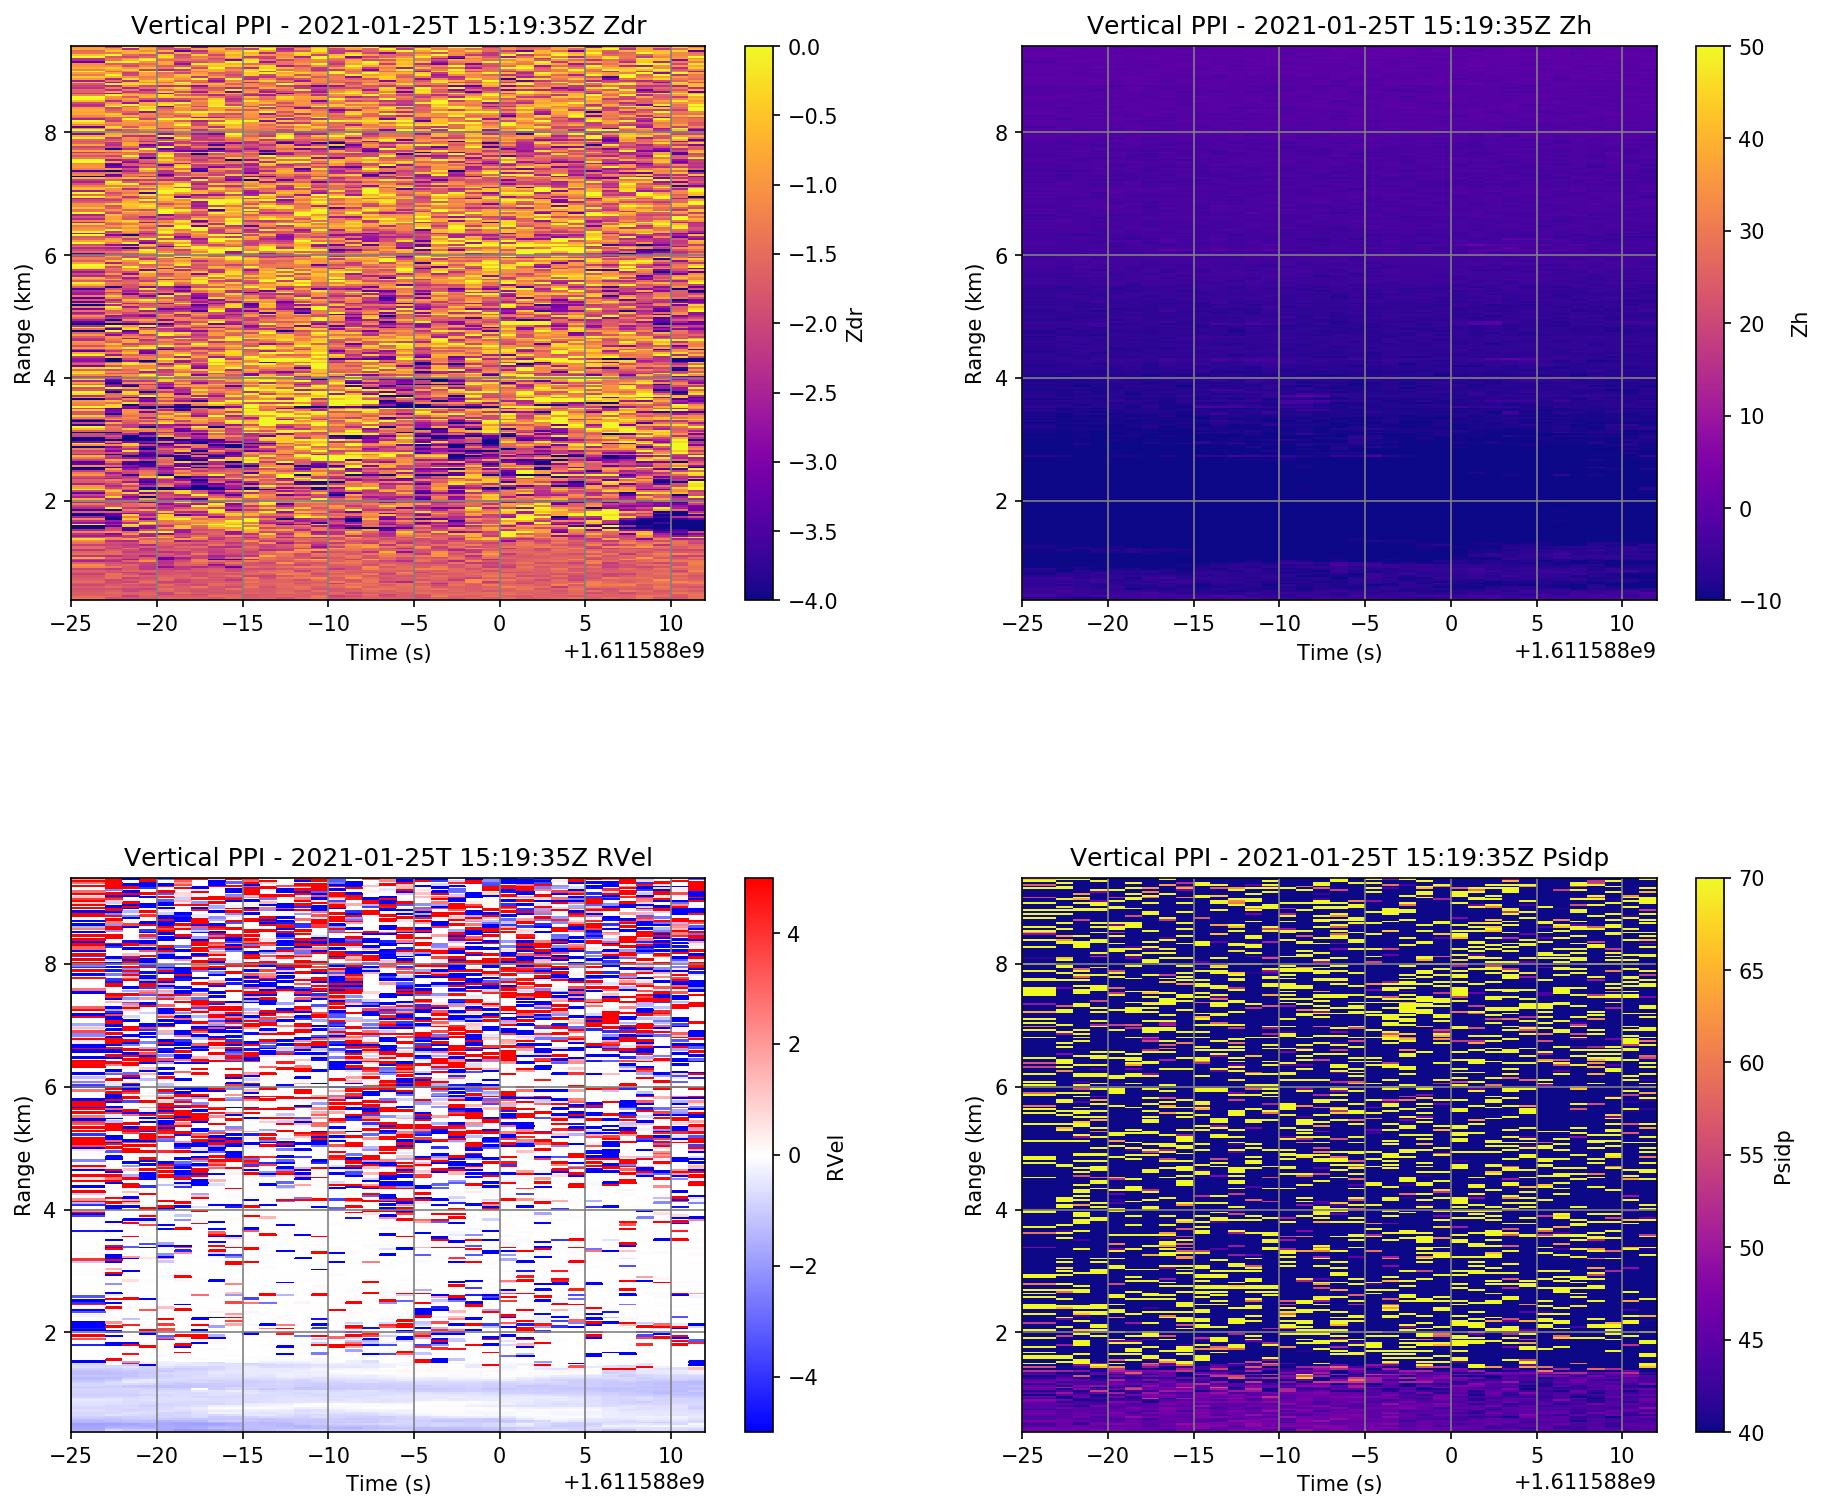 Vertical PPI - 2021-01-25T 15:19:35Z Zdr
Range (km)
8
6
4
2
−25 −20 −15 −10 −5 0 5 10
Time (s)
+1.611588e9
0.0
−0.5
−1.0
−1.5
−2.0
−2.5
−3.0
−3.5
−4.0
Zdr
Vertical PPI - 2021-01-25T 15:19:35Z Zh
Range (km)
8
6
4
2
−25 −20 −15 −10 −5 0 5 10
Time (s)
+1.611588e9
50
40
30
20
10
0
−10
Zh
Vertical PPI - 2021-01-25T 15:19:35Z RVel
Range (km)
8
6
4
2
−25 −20 −15 −10 −5 0 5 10
Time (s)
+1.611588e9
4
2
0
−2
−4
RVel
Vertical PPI - 2021-01-25T 15:19:35Z Psidp
Range (km)
8
6
4
2
−25 −20 −15 −10 −5 0 5 10
Time (s)
+1.611588e9
70
65
60
55
50
45
40
Psidp